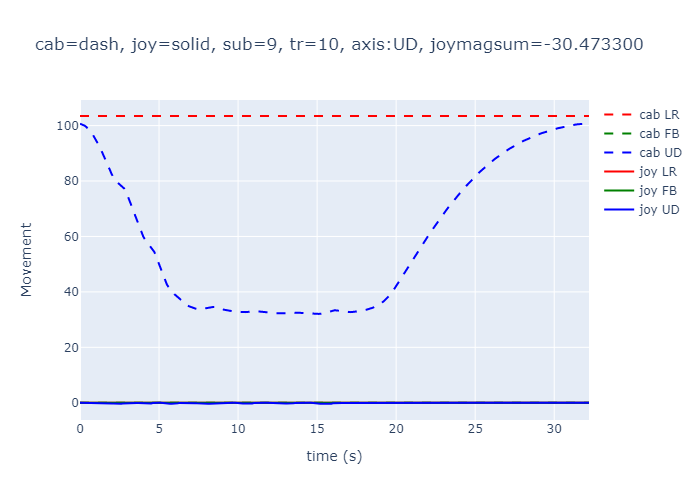 cab=dash, joy=solid, sub=9, tr=10, axis:UD, joymagsum=-30.473300
cab LR
cab FB
cab UD
joy LR
joy FB
joy UD
Movement
100
80
60
40
20
0
0 5 10 15 20 25 30
time (s)